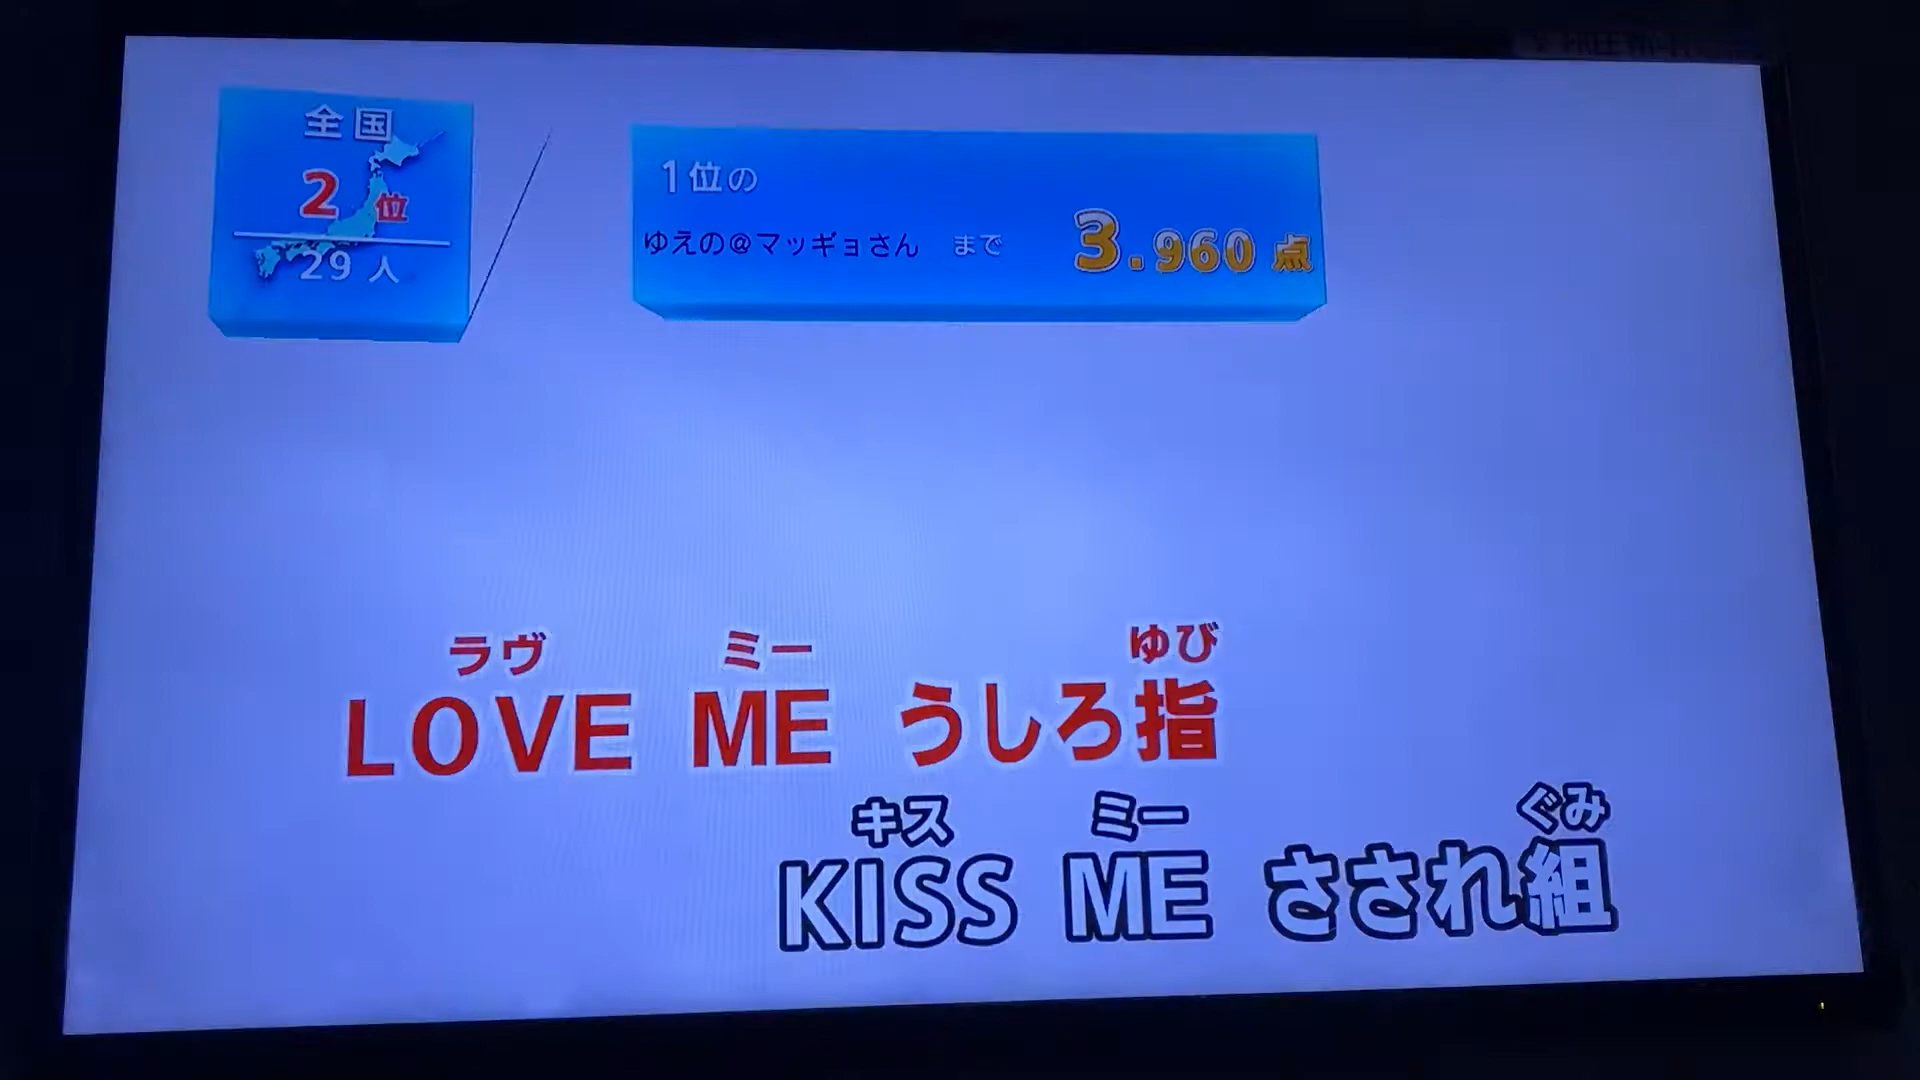 全国
2位
29人
1位の
ゆえの@マッギョさん まで 3.960点
ラヴ ミー ゆび
LOVE ME うしろ指
キス ミー ぐみ
KISS ME さされ組